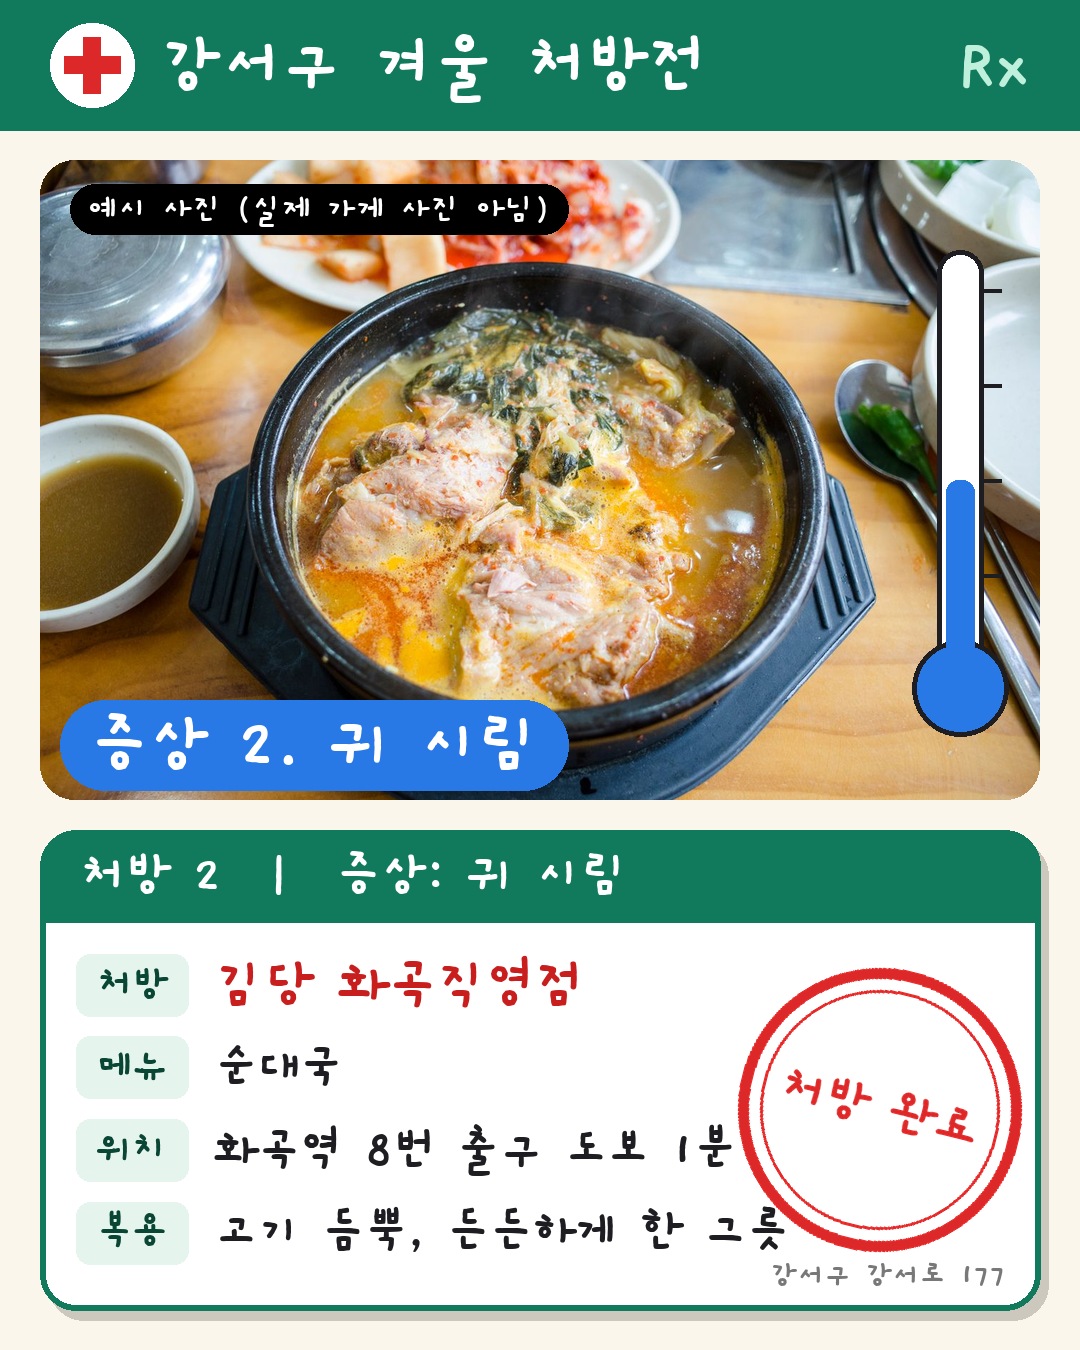 강서구 겨울 처방전
Rx
예시 사진 (실제 가게 사진 아님)
증상 2. 귀 시림
처방 2 | 증상: 귀 시림
처방 김당 화곡직영점
메뉴 순대국
위치 화곡역 8번 출구 도보 1분
복용 고기 듬뿍, 든든하게 한 그릇
처방 완료
강서구 강서로 177